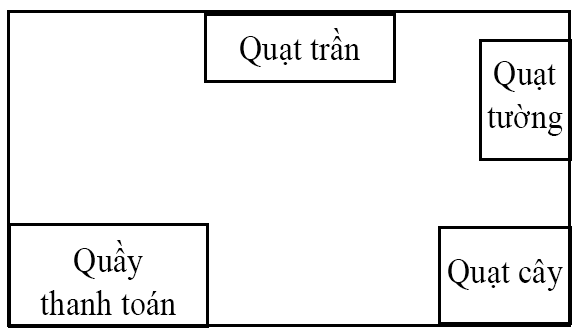 Quạt trần
Quạt
tường
Quầy
thanh toán
Quạt cây